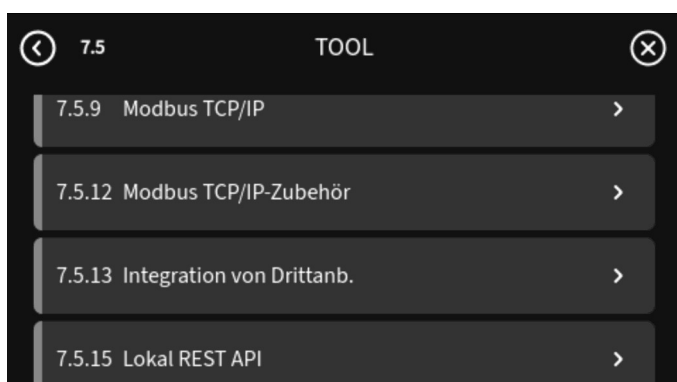 7.5 TOOL
7.5.9 Modbus TCP/IP
7.5.12 Modbus TCP/IP-Zubehör
7.5.13 Integration von Drittanb.
7.5.15 Lokal REST API